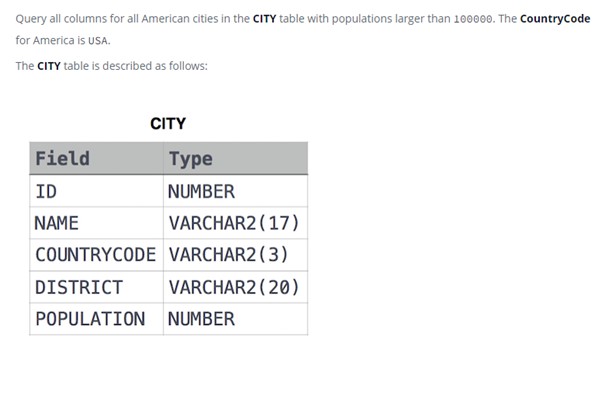 Query all columns for all American cities in the CITY table with populations larger than 100000. The CountryCode
for America is USA.
The CITY table is described as follows:
CITY
Field Type
ID NUMBER
NAME VARCHAR2(17)
COUNTRYCODE VARCHAR2(3)
DISTRICT VARCHAR2(20)
POPULATION NUMBER